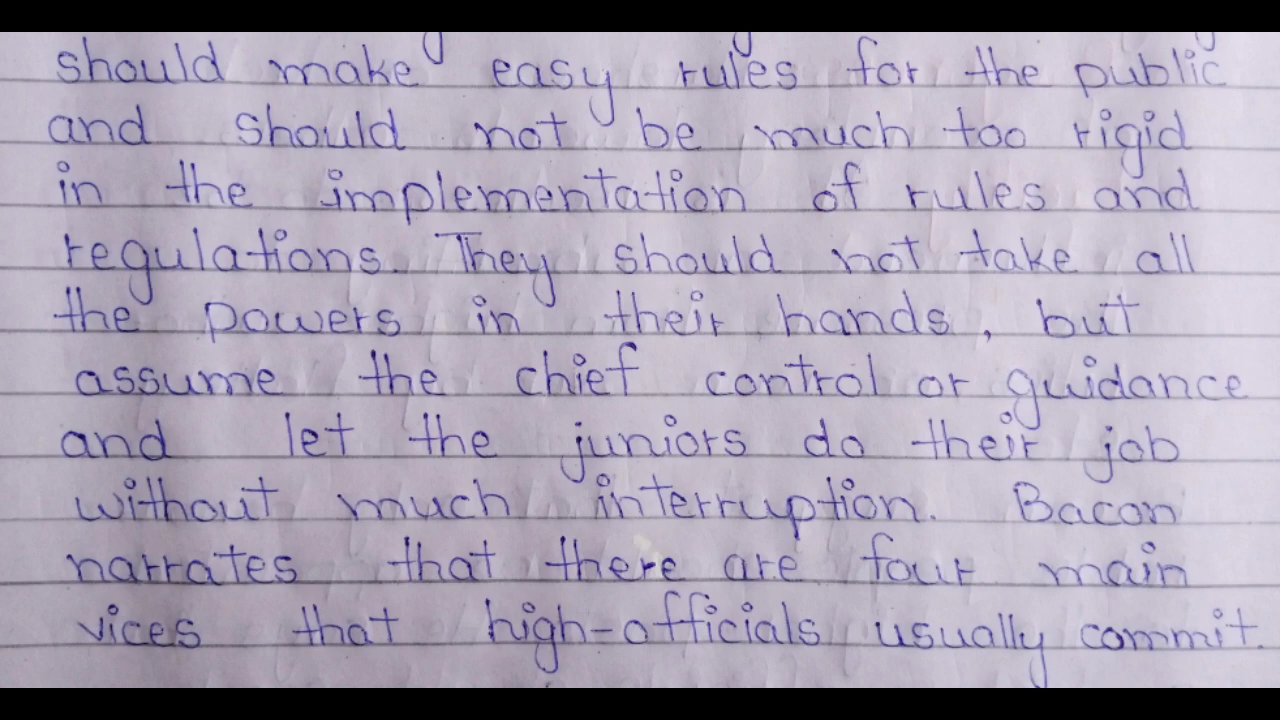 should make easy rules for the public
and should not be much too rigid
in the implementation of rules and
regulations. They should not take all
the powers in their hands, but
assume the chief control or guidance
and let the juniors do their job
without much interruption. Bacon
narrates that there are four main
vices that high-officials usually commit.